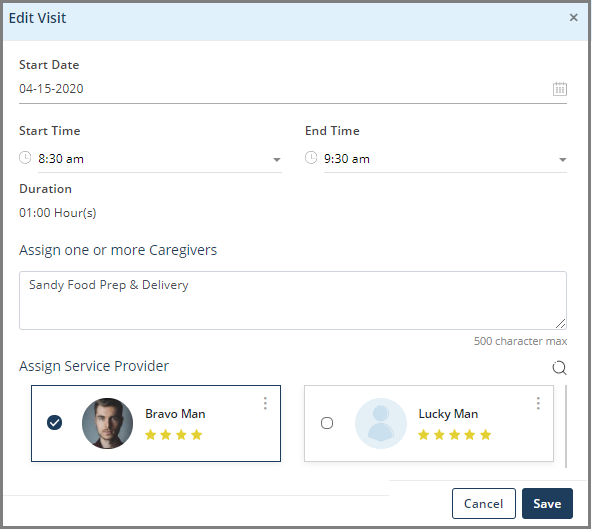 Edit Visit
Start Date
04-15-2020
Start Time End Time
8:30 am 9:30 am
Duration
01:00 Hour(s)
Assign one or more Caregivers
Sandy Food Prep & Delivery
500 character max
Assign Service Provider
Bravo Man Lucky Man
Cancel Save